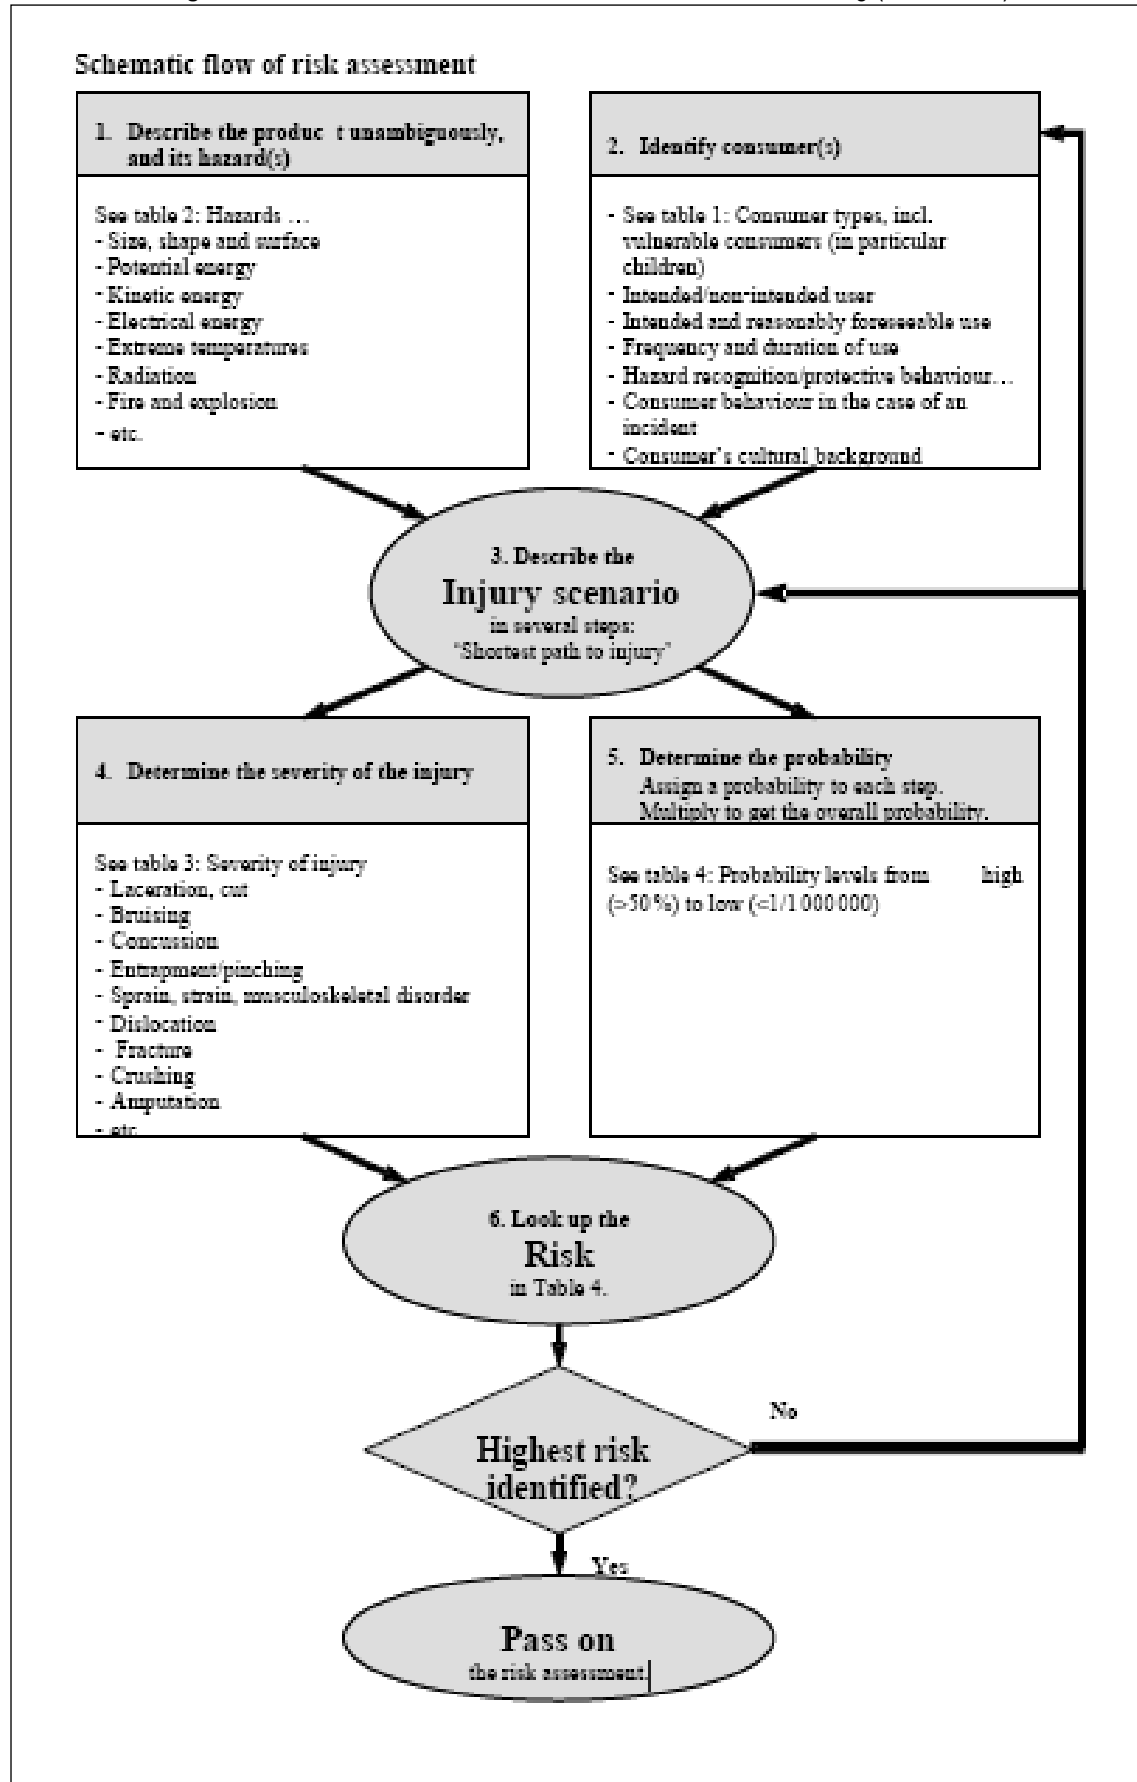 Schematic flow of risk assessment
1. Describe the produc t unambiguously,
and its hazard(s)
See table 2: Hazards …
- Size, shape and surface
- Potential energy
- Kinetic energy
- Electrical energy
- Extreme temperatures
- Radiation
- Fire and explosion
- etc.
2. Identify consumer(s)
- See table 1: Consumer types, incl.
vulnerable consumers (in particular
children)
- Intended/non-intended user
- Intended and reasonably foreseeable use
- Frequency and duration of use
- Hazard recognition/protective behaviour…
- Consumer behaviour in the case of an
incident
- Consumer's cultural background
3. Describe the
Injury scenario
in several steps:
"Shortest path to injury"
4. Determine the severity of the injury
See table 3: Severity of injury
- Laceration, cut
- Bruising
- Concussion
- Entrapment/pinching
- Sprain, strain, musculoskeletal disorder
- Dislocation
- Fracture
- Crushing
- Amputation
- etc
5. Determine the probability
Assign a probability to each step.
Multiply to get the overall probability.
See table 4: Probability levels from high
(>50%) to low (<1/1 000 000)
6. Look up the
Risk
in Table 4.
Highest risk
identified?
No
Yes
Pass on
the risk assessment.